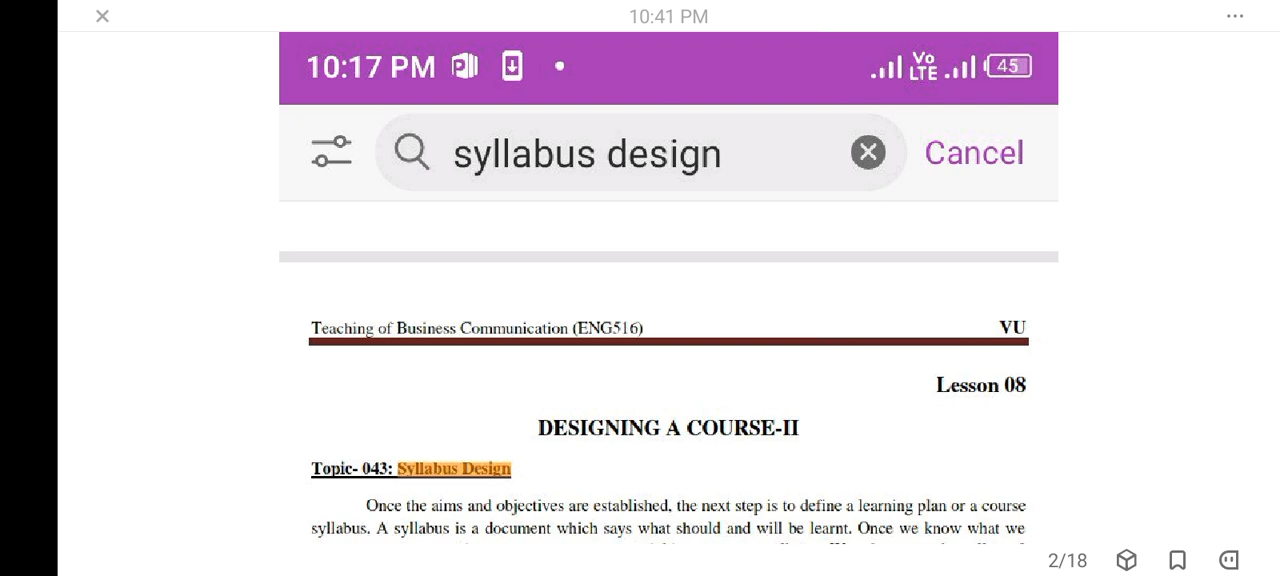 10:41 PM
10:17 PM
Vo LTE
45
syllabus design
Cancel
Teaching of Business Communication (ENG516) VU
Lesson 08
DESIGNING A COURSE-II
Topic- 043: Syllabus Design
Once the aims and objectives are established, the next step is to define a learning plan or a course
syllabus. A syllabus is a document which says what should and will be learnt. Once we know what we
2/18